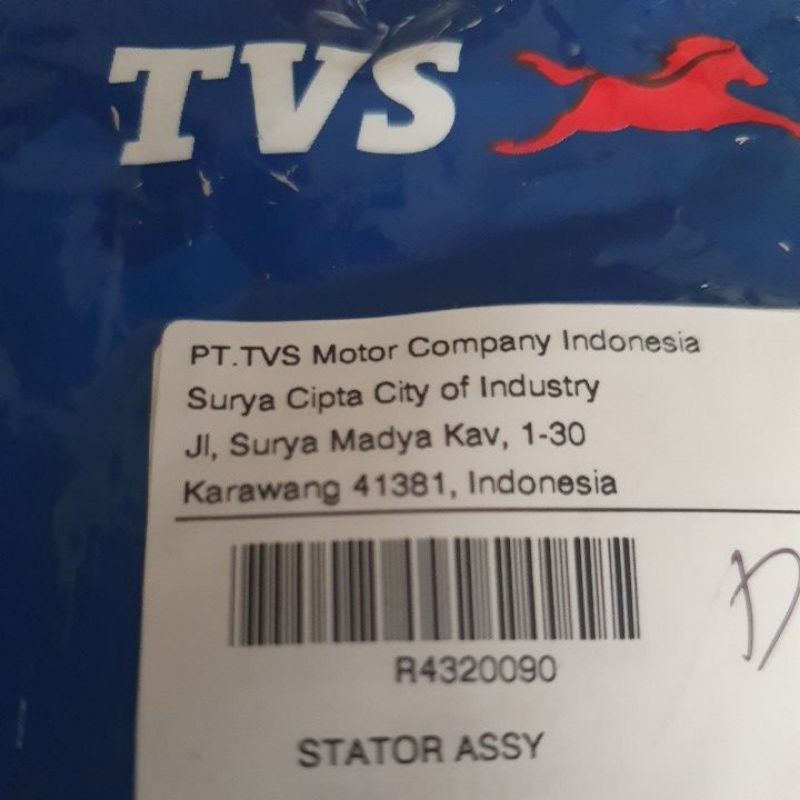 TVS
PT.TVS Motor Company Indonesia
Surya Cipta City of Industry
Jl, Surya Madya Kav, 1-30
Karawang 41381, Indonesia
R4320090
STATOR ASSY